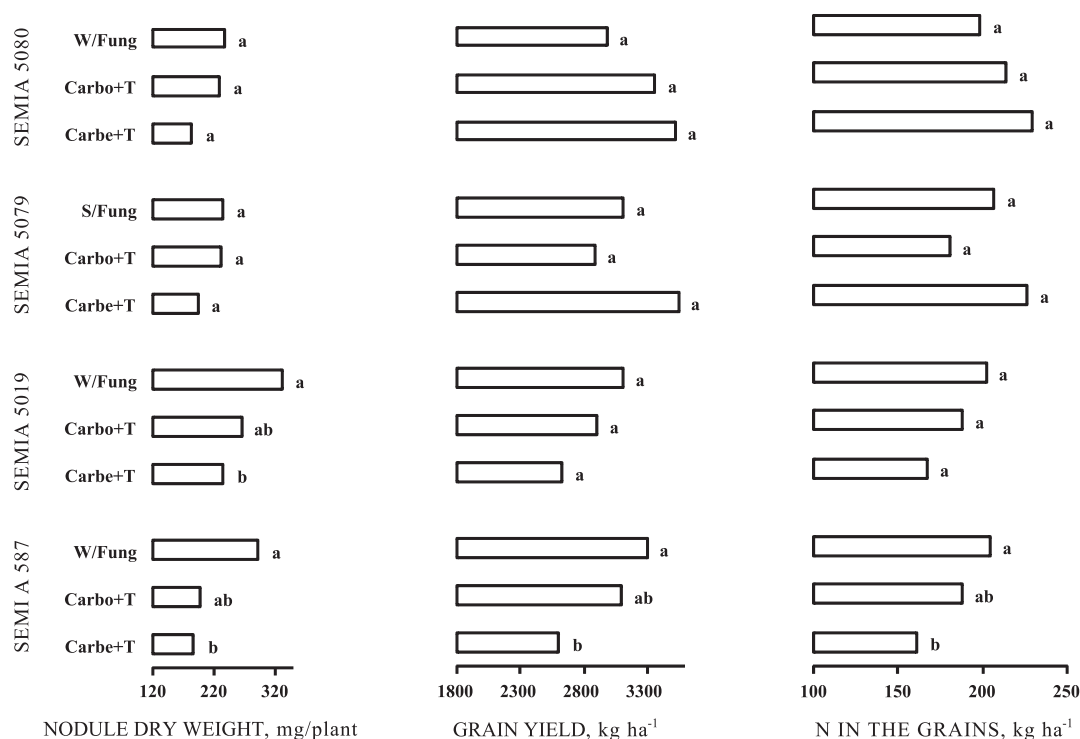 SEMIA 5080
W/Fung a a a
Carbo+T a a a
Carbe+T a a a
SEMIA 5079
S/Fung a a a
Carbo+T a a a
Carbe+T a a a
SEMIA 5019
W/Fung a a a
Carbo+T ab a a
Carbe+T b a a
SEMI A 587
W/Fung a a a
Carbo+T ab ab ab
Carbe+T b b b
120 220 320 1800 2300 2800 3300 100 150 200 250
NODULE DRY WEIGHT, mg/plant GRAIN YIELD, kg ha⁻¹ N IN THE GRAINS, kg ha⁻¹